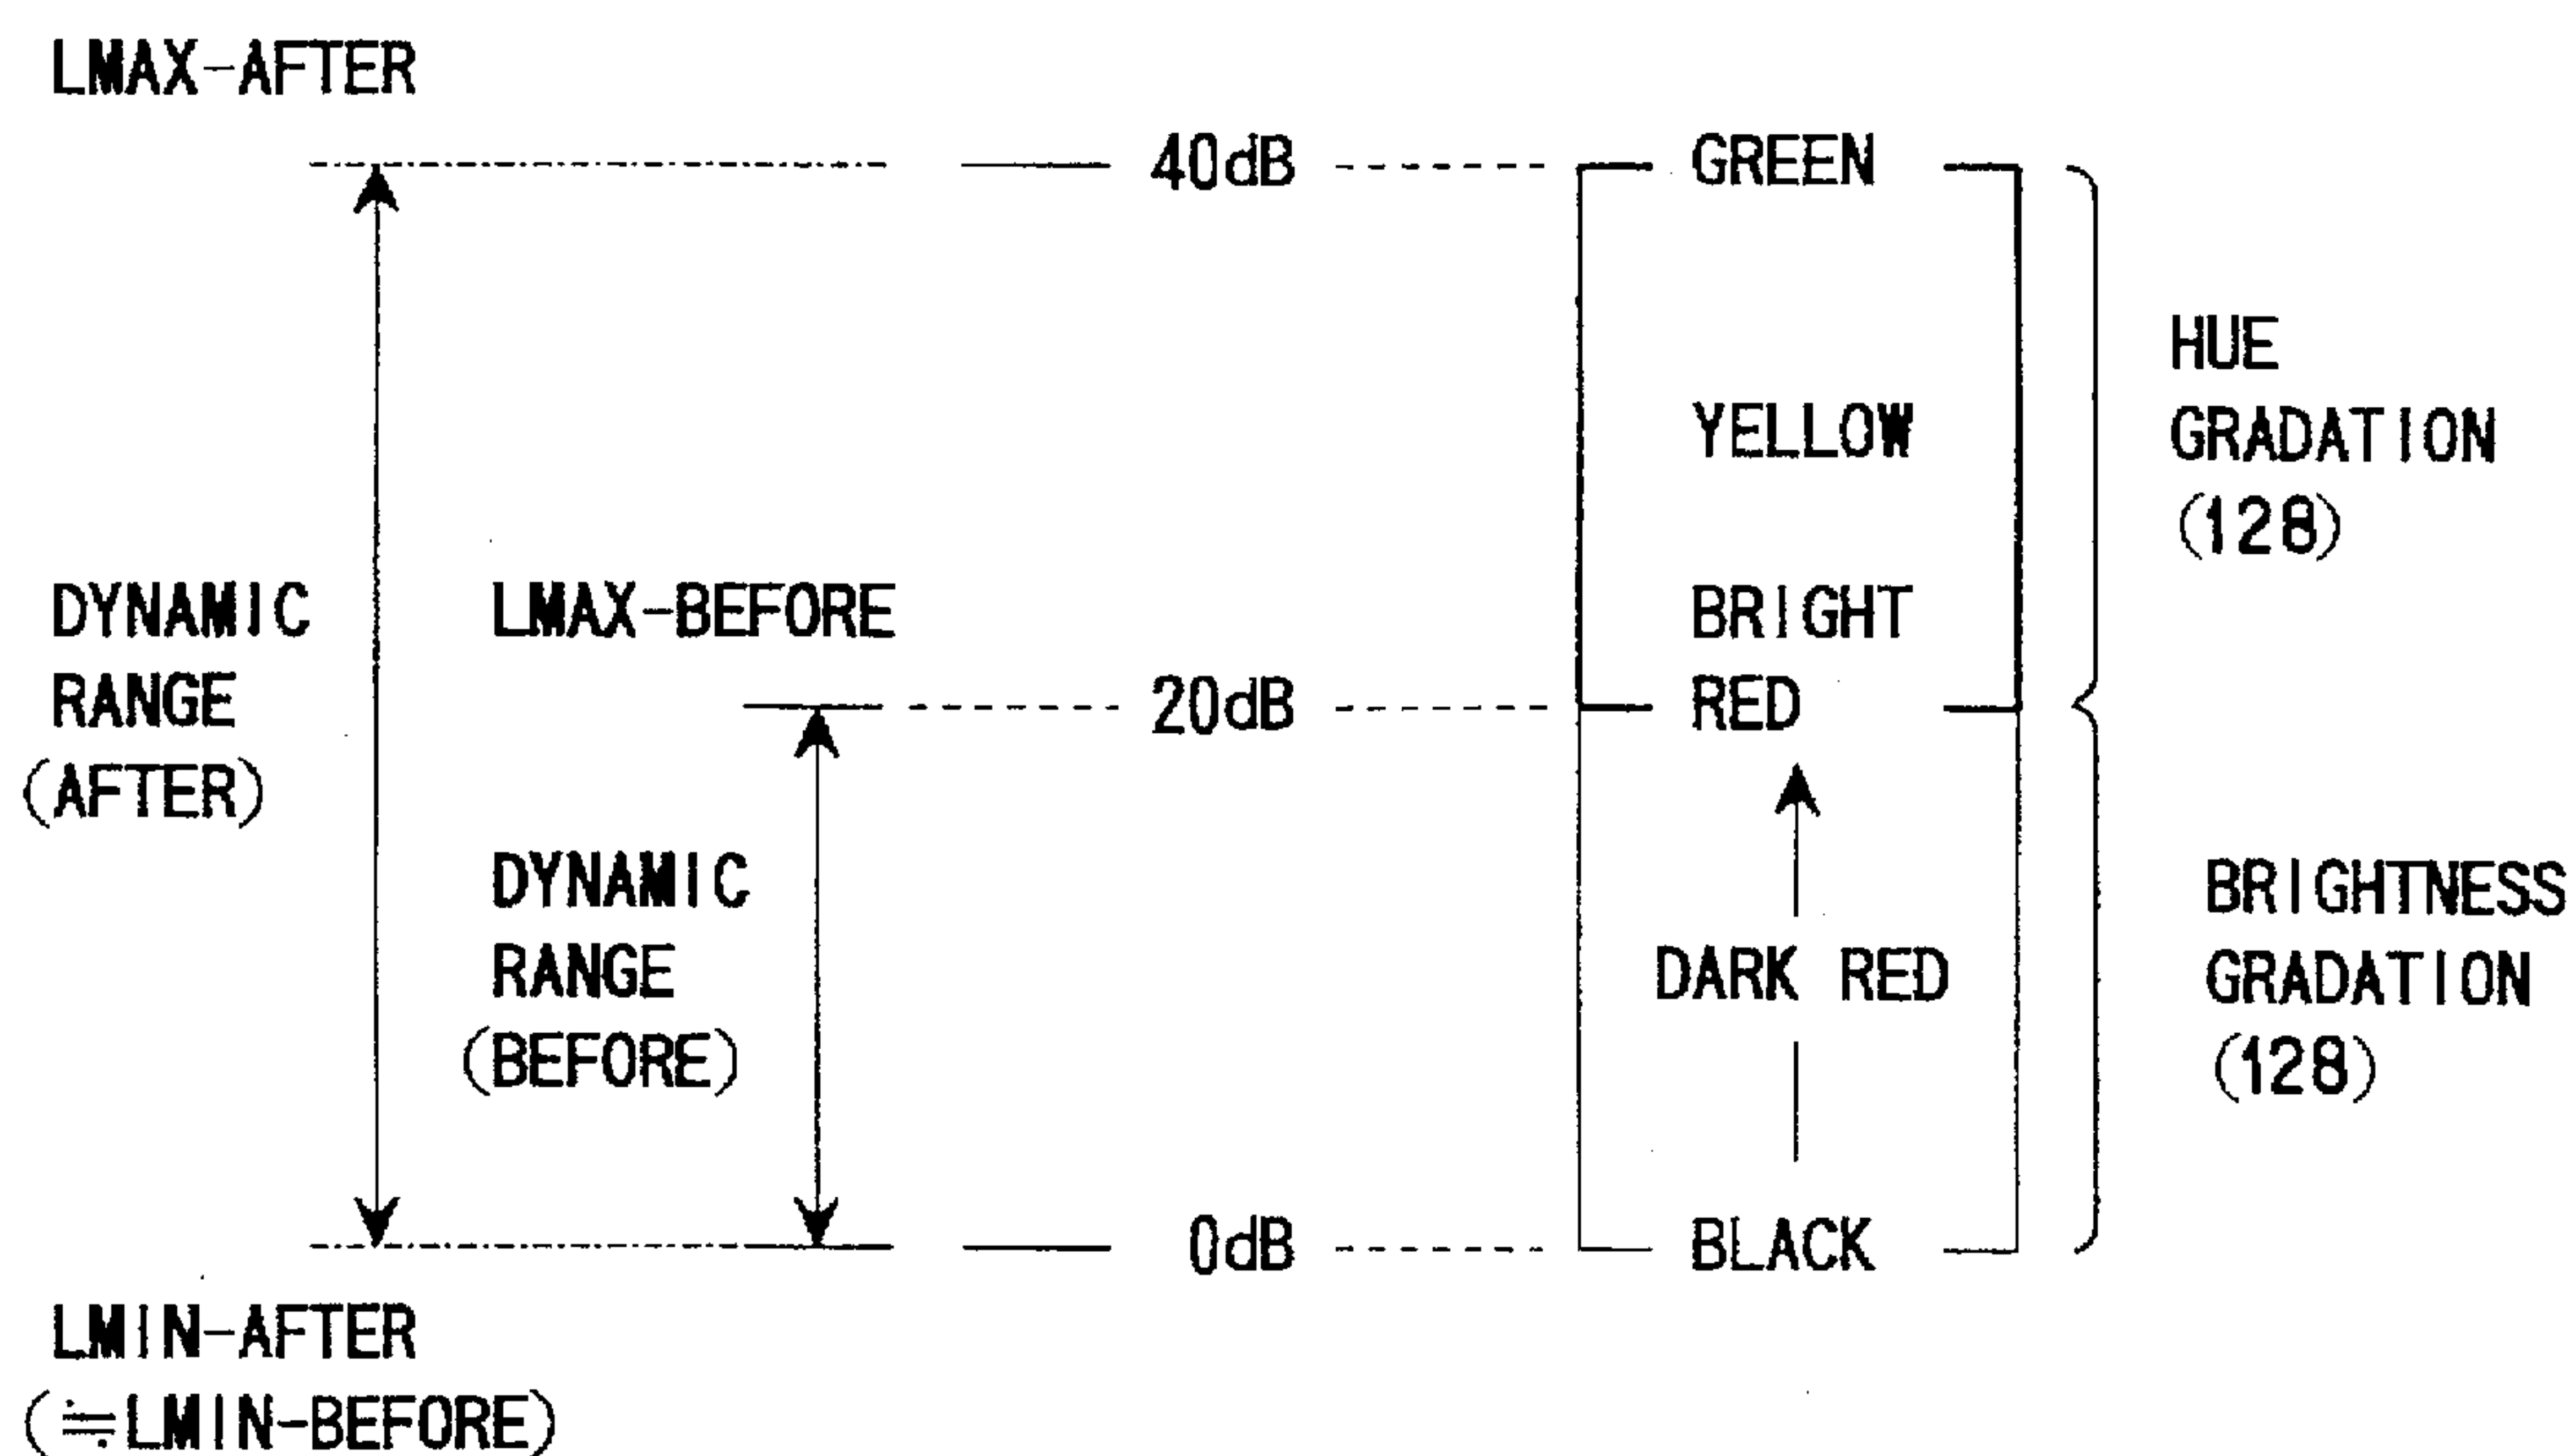 LMAX-AFTER
40dB
GREEN
HUE
GRADATION
(128)
YELLOW
DYNAMIC
RANGE
(AFTER)
LMAX-BEFORE
BRIGHT
RED
20dB
DYNAMIC
RANGE
(BEFORE)
DARK RED
BRIGHTNESS
GRADATION
(128)
0dB
BLACK
LMIN-AFTER
(≒LMIN-BEFORE)